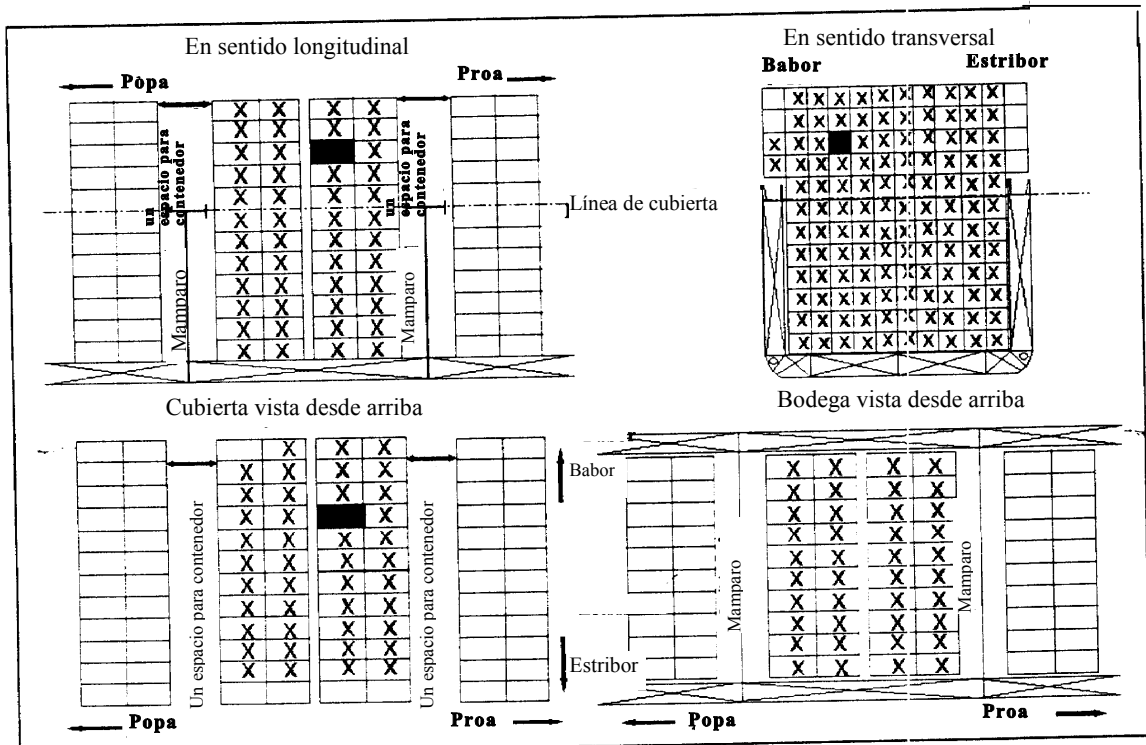 En sentido longitudinal
En sentido transversal
Popa
Proa
Babor
Estribor
un espacio para contenedor
un espacio para contenedor
Línea de cubierta
Mamparo
Mamparo
Cubierta vista desde arriba
Bodega vista desde arriba
Babor
Un espacio para contenedor
Un espacio para contenedor
Mamparo
Mamparo
Estribor
Popa
Proa
Popa
Proa